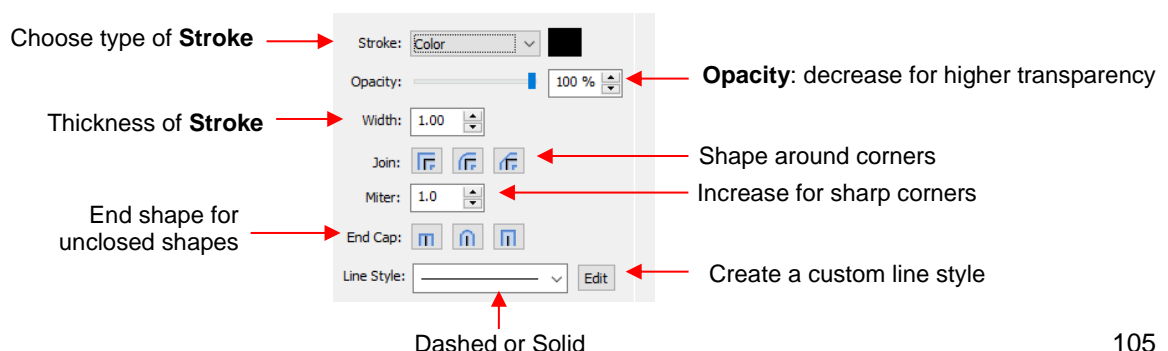 Choose type of Stroke
Stroke: Color
Opacity: 100 %
Opacity: decrease for higher transparency
Thickness of Stroke
Width: 1.00
Join:
Shape around corners
Miter: 1.0
Increase for sharp corners
End shape for
unclosed shapes
End Cap:
Line Style: Edit
Create a custom line style
Dashed or Solid
105